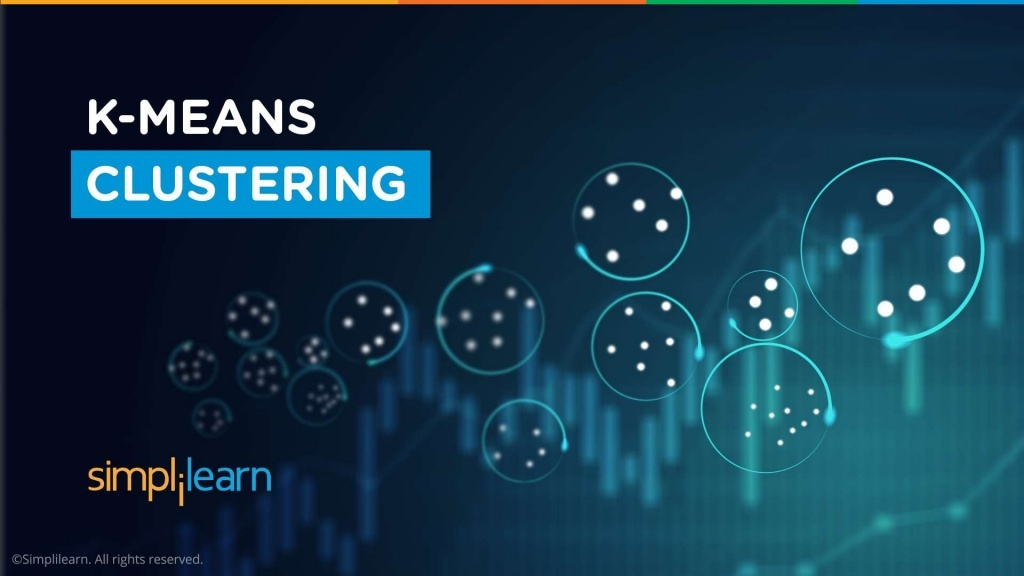 K-MEANS
CLUSTERING
simplilearn
©Simplilearn. All rights reserved.